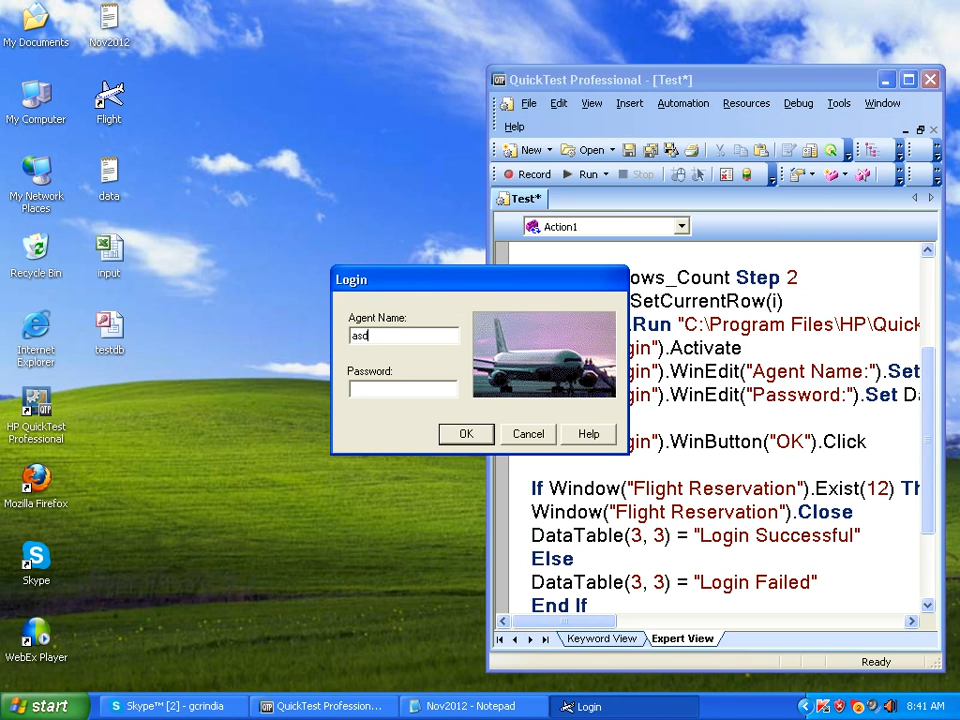 My Documents
Nov2012
My Computer
Flight
My Network
Places
data
Recycle Bin
input
Internet
Explorer
testdb
HP QuickTest
Professional
Mozilla Firefox
Skype
WebEx Player
QuickTest Professional - [Test*]
File Edit View Insert Automation Resources Debug Tools Window
Help
New Open
Record Run Stop
Test*
Action1
ows_Count Step 2
SetCurrentRow(i)
.Run "C:\Program Files\HP\Quick
gin").Activate
gin").WinEdit("Agent Name:").Set
gin").WinEdit("Password:").Set Da
gin").WinButton("OK").Click
If Window("Flight Reservation").Exist(12) Th
Window("Flight Reservation").Close
DataTable(3, 3) = "Login Successful"
Else
DataTable(3, 3) = "Login Failed"
End If
Keyword View Expert View
Ready
Login
Agent Name:
asd
Password:
OK Cancel Help
start
Skype™ [2] - gcrindia
QuickTest Profession...
Nov2012 - Notepad
Login
8:41 AM